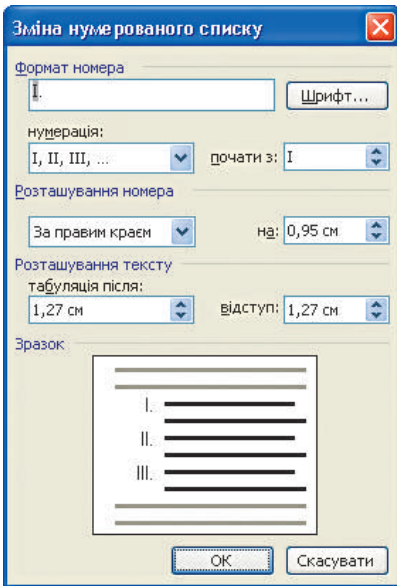 Зміна нумерованого списку
Формат номера
I.
Шрифт...
нумерація:
I, II, III, ...
почати з: I
Розташування номера
За правим краєм
на: 0,95 см
Розташування тексту
табуляція після:
1,27 см
відступ: 1,27 см
Зразок
I.
II.
III.
ОК
Скасувати